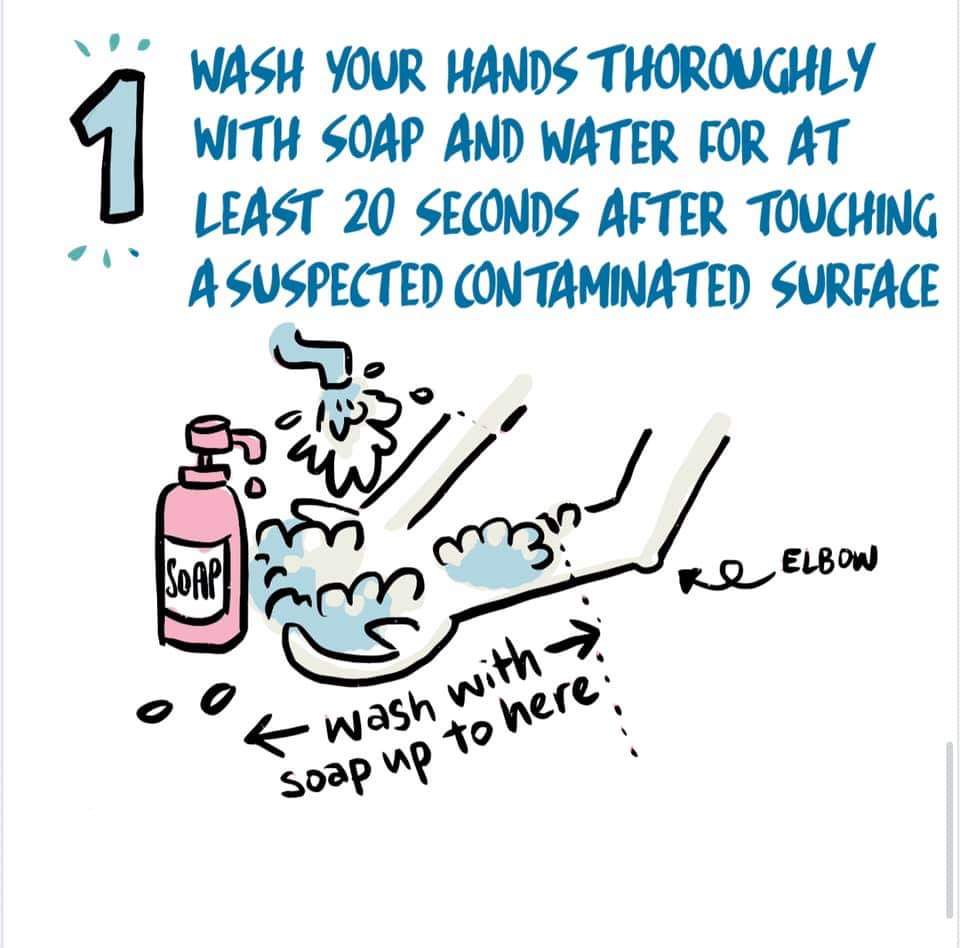 1
WASH YOUR HANDS THOROUGHLY
WITH SOAP AND WATER FOR AT
LEAST 20 SECONDS AFTER TOUCHING
A SUSPECTED CONTAMINATED SURFACE
SOAP
ELBOW
wash with
soap up to here